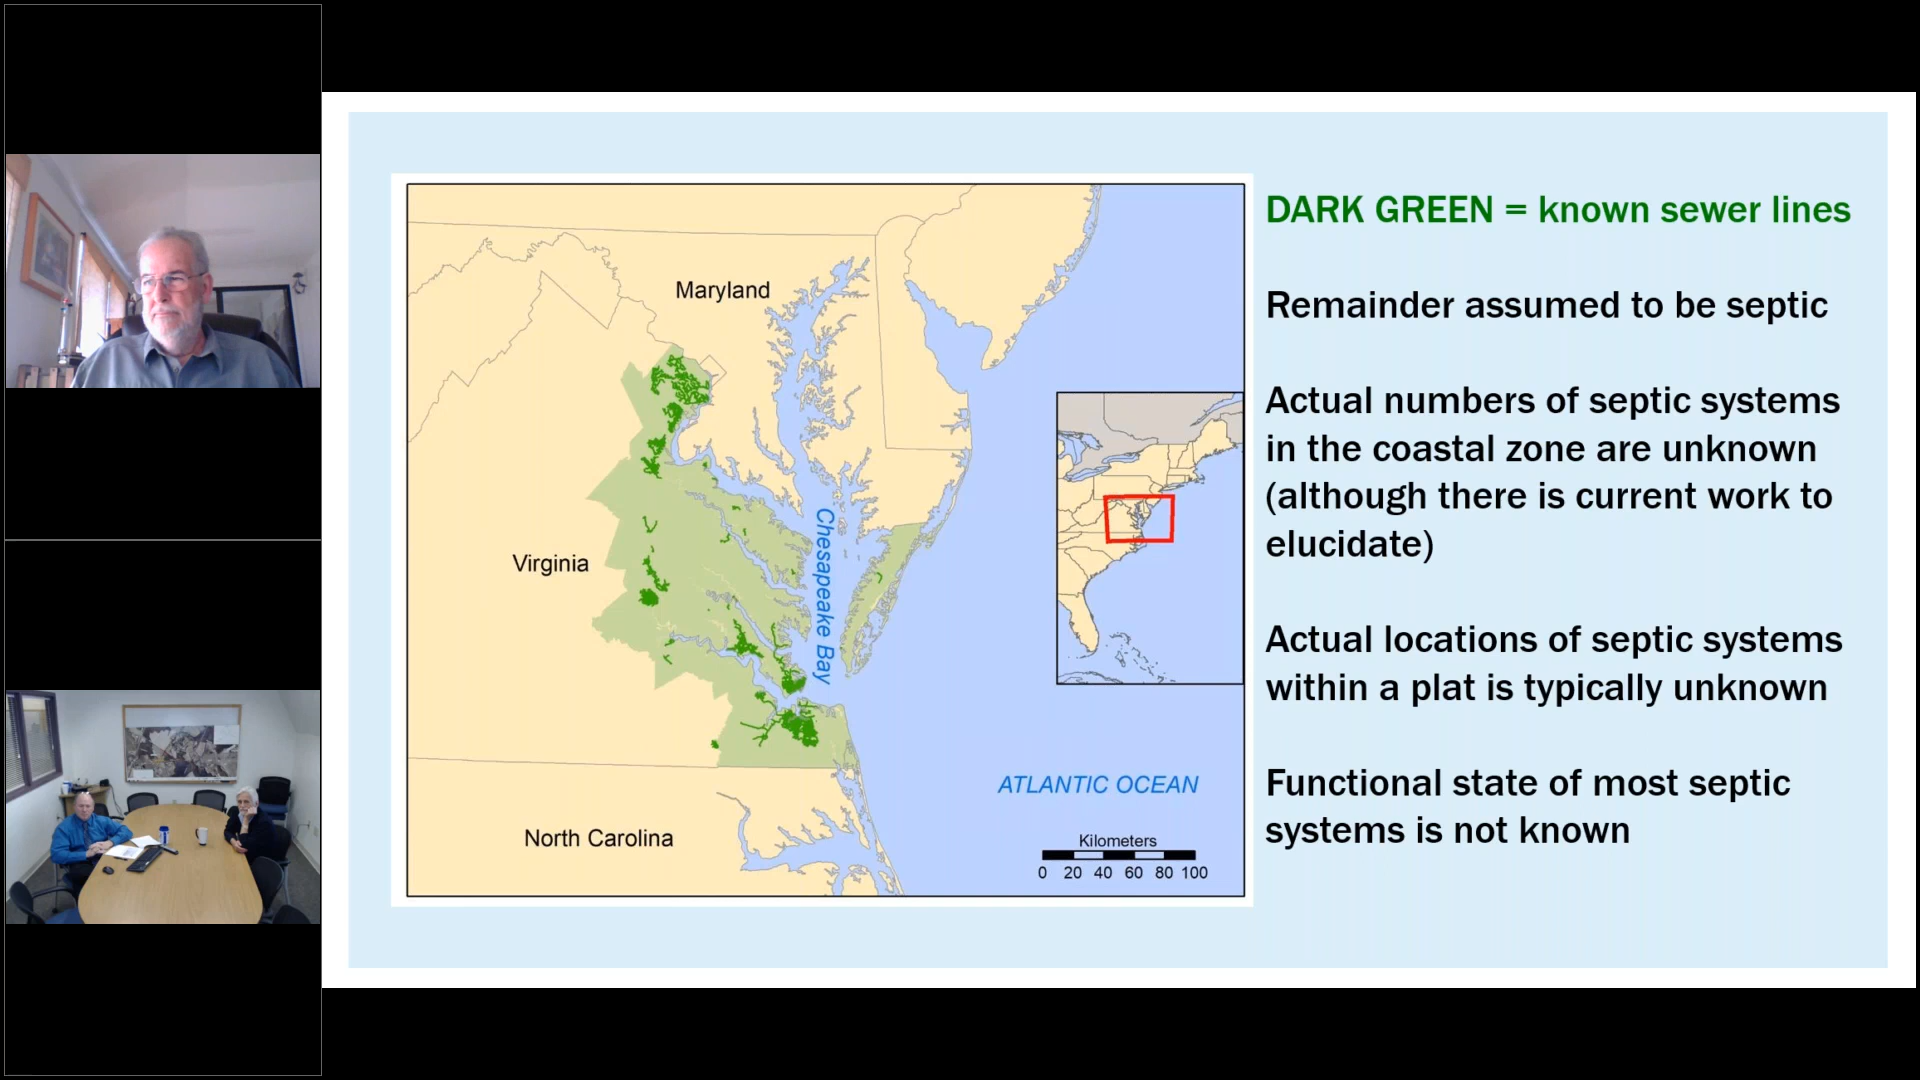 Maryland
Virginia
Chesapeake Bay
ATLANTIC OCEAN
North Carolina
Kilometers
0 20 40 60 80 100
DARK GREEN = known sewer lines
Remainder assumed to be septic
Actual numbers of septic systems
in the coastal zone are unknown
(although there is current work to
elucidate)
Actual locations of septic systems
within a plat is typically unknown
Functional state of most septic
systems is not known